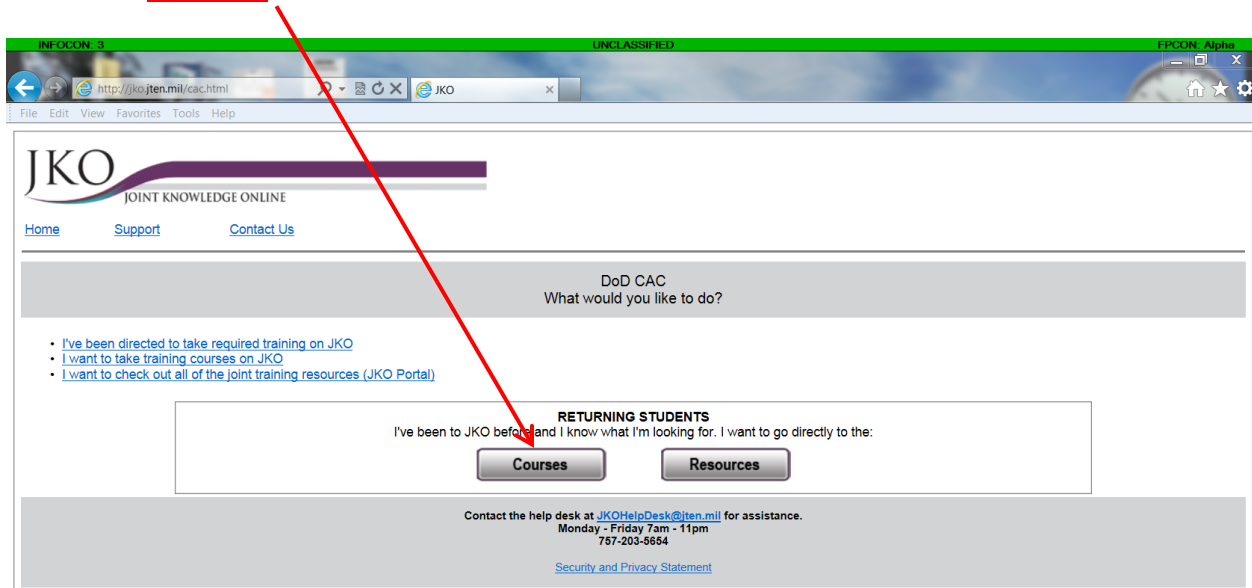 INFOCON: 3 UNCLASSIFIED FPCON: Alpha
http://jko.jten.mil/cac.html JKO
File Edit View Favorites Tools Help
JKO
JOINT KNOWLEDGE ONLINE
Home Support Contact Us
DoD CAC
What would you like to do?
• I've been directed to take required training on JKO
• I want to take training courses on JKO
• I want to check out all of the joint training resources (JKO Portal)
RETURNING STUDENTS
I've been to JKO before and I know what I'm looking for. I want to go directly to the:
Courses Resources
Contact the help desk at JKOHelpDesk@jten.mil for assistance.
Monday - Friday 7am - 11pm
757-203-5654
Security and Privacy Statement